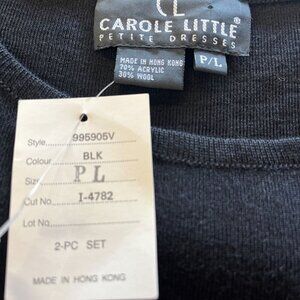 CL
CAROLE LITTLE
PETITE DRESSES
MADE IN HONG KONG
70% ACRYLIC
30% WOOL
P/L
Style 995905V
Colour BLK
Size PL
Cut No. I-4782
Lot No.
2-PC SET
MADE IN HONG KONG